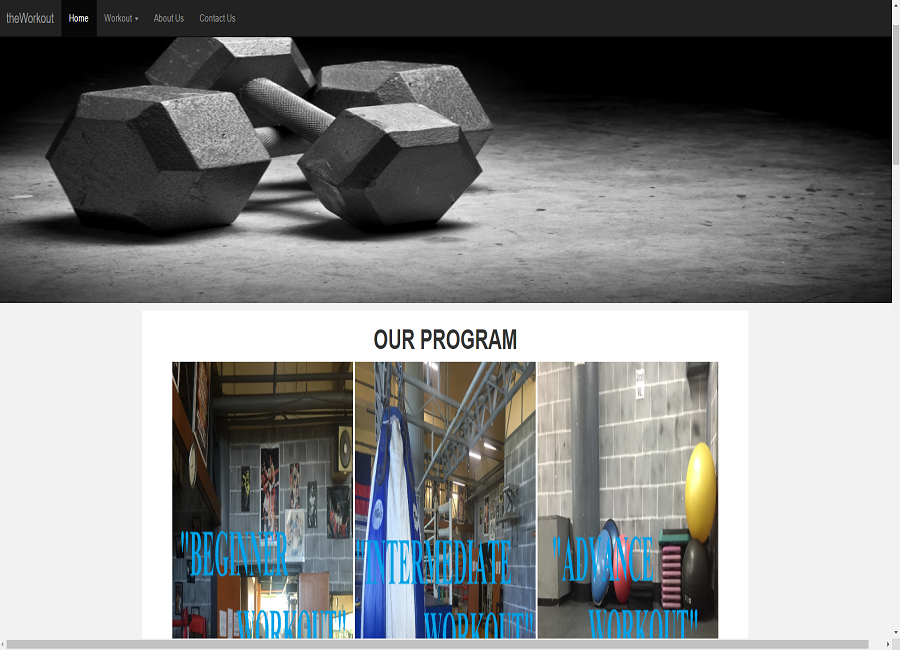 theWorkout Home Workout About Us Contact Us
OUR PROGRAM
"BEGINNER
WORKOUT"
"INTERMEDIATE
WORKOUT"
"ADVANCE
WORKOUT"